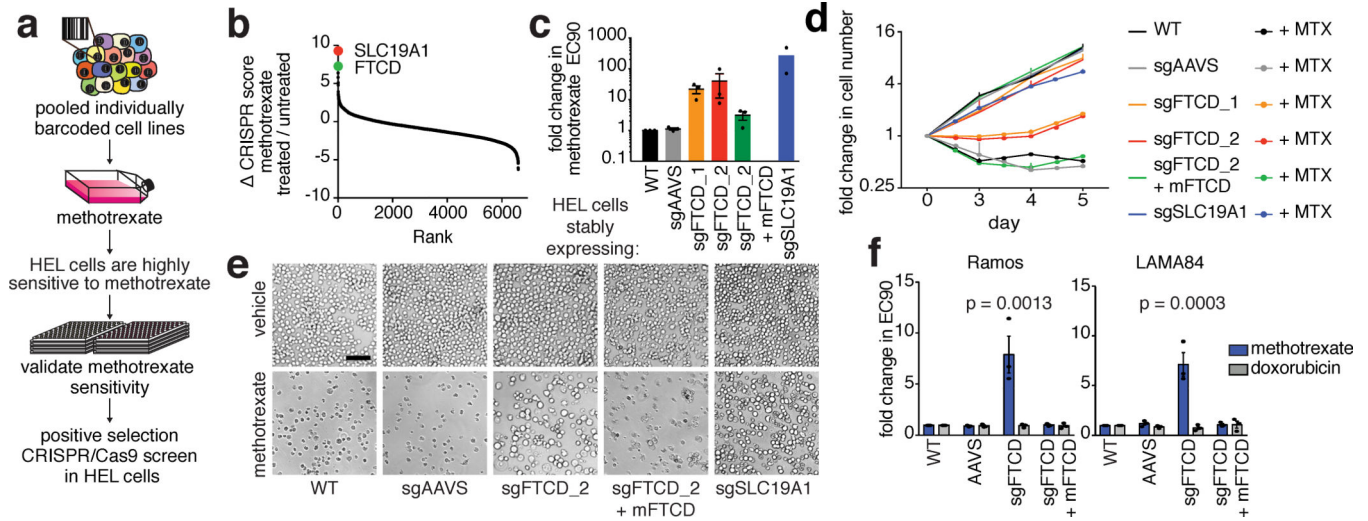 a
pooled individually
barcoded cell lines
methotrexate
HEL cells are highly
sensitive to methotrexate
validate methotrexate
sensitivity
positive selection
CRISPR/Cas9 screen
in HEL cells
b
Δ CRISPR score
methotrexate
treated / untreated
10
5
0
-5
-10
SLC19A1
FTCD
0
2000
4000
6000
Rank
c
fold change in
methotrexate EC90
1000
100
10
1
0.1
WT
sgAAVS
sgFTCD_1
sgFTCD_2
sgFTCD_2
+ mFTCD
sgSLC19A1
HEL cells
stably
expressing:
d
fold change in cell number
16
4
1
0.25
0
3
4
5
day
WT
+ MTX
sgAAVS
+ MTX
sgFTCD_1
+ MTX
sgFTCD_2
+ MTX
sgFTCD_2
+ mFTCD
+ MTX
sgSLC19A1
+ MTX
e
vehicle
methotrexate
WT
sgAAVS
sgFTCD_2
sgFTCD_2
+ mFTCD
sgSLC19A1
f
Ramos
p = 0.0013
fold change in EC90
15
10
5
0
WT
AAVS
sgFTCD
sgFTCD
+ mFTCD
LAMA84
p = 0.0003
15
10
5
0
WT
AAVS
sgFTCD
sgFTCD
+ mFTCD
methotrexate
doxorubicin